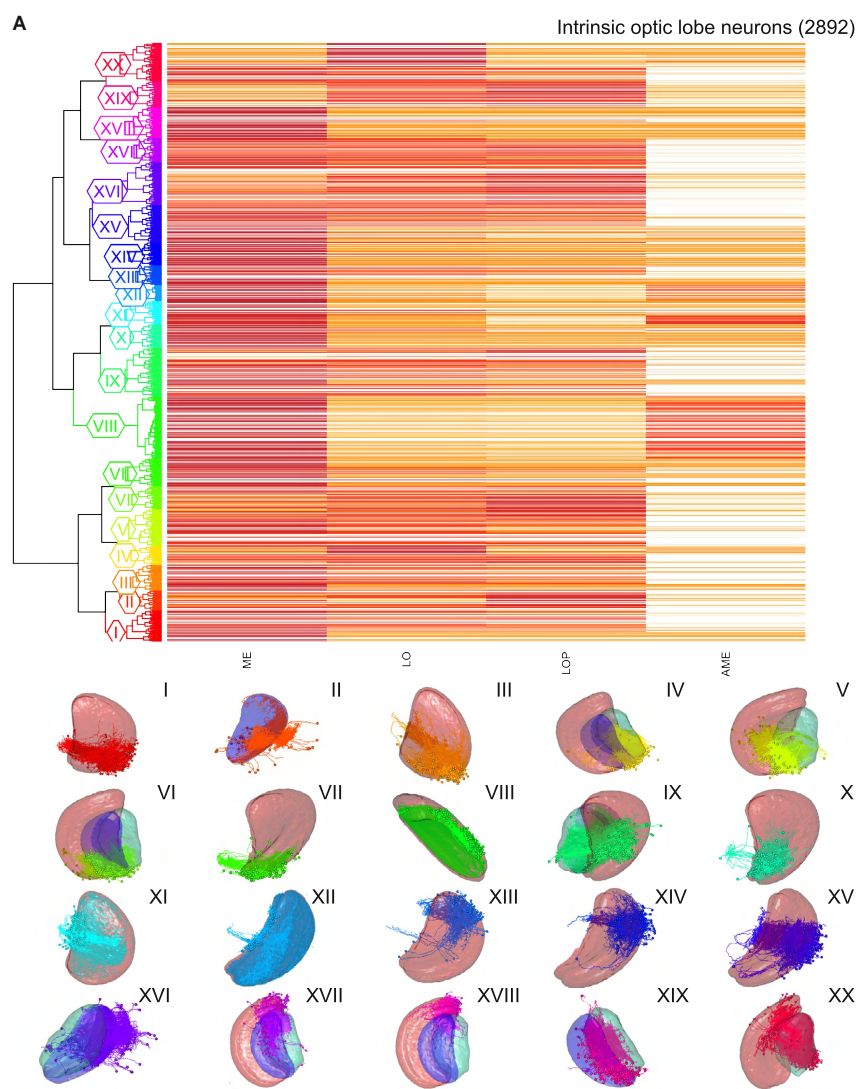 A
Intrinsic optic lobe neurons (2892)
XX
XIX
XVIII
XVII
XVI
XV
XIV
XIII
XII
XI
X
IX
VIII
VII
VI
V
IV
III
II
I
ME
LO
LOP
AME
I II III IV V
VI VII VIII IX X
XI XII XIII XIV XV
XVI XVII XVIII XIX XX